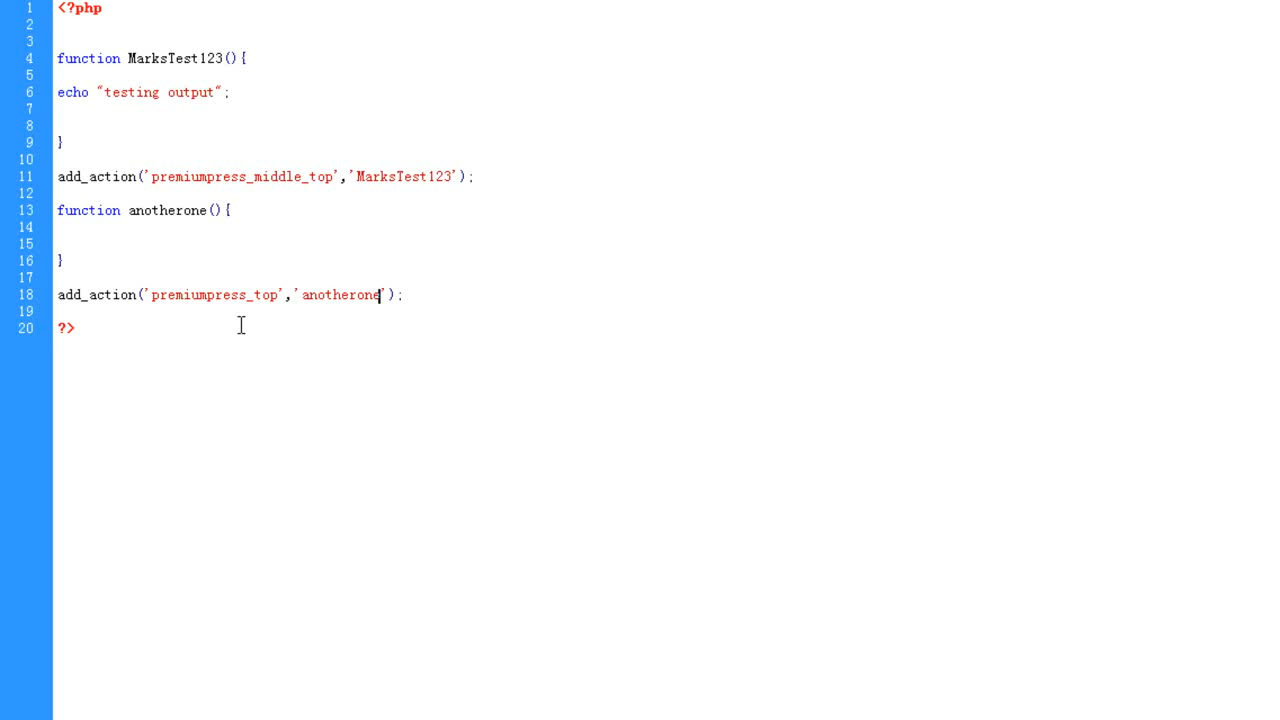 1 <?php
2
3
4 function MarksTest123(){
5
6 echo "testing output";
7
8
9 }
10
11 add_action('premiumpress_middle_top','MarksTest123');
12
13 function anotherone(){
14
15
16 }
17
18 add_action('premiumpress_top','anotherone');
19
20 ?>